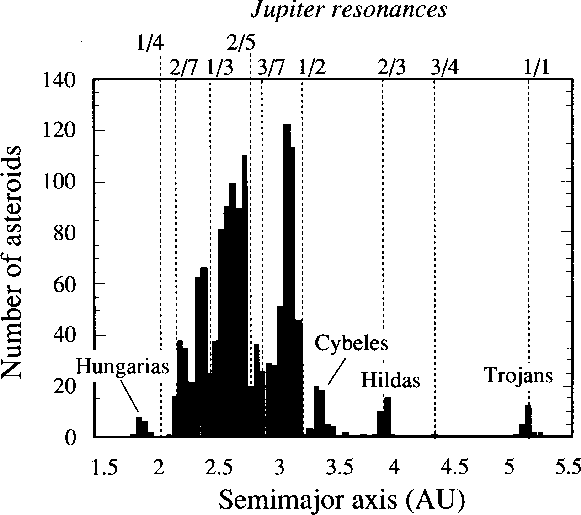 Jupiter resonances
1/4 2/5
2/7 1/3 3/7 1/2 2/3 3/4 1/1
140
120
100
80
60
40
20
0
Number of asteroids
Hungarias
Cybeles
Hildas
Trojans
1.5 2 2.5 3 3.5 4 4.5 5 5.5
Semimajor axis (AU)